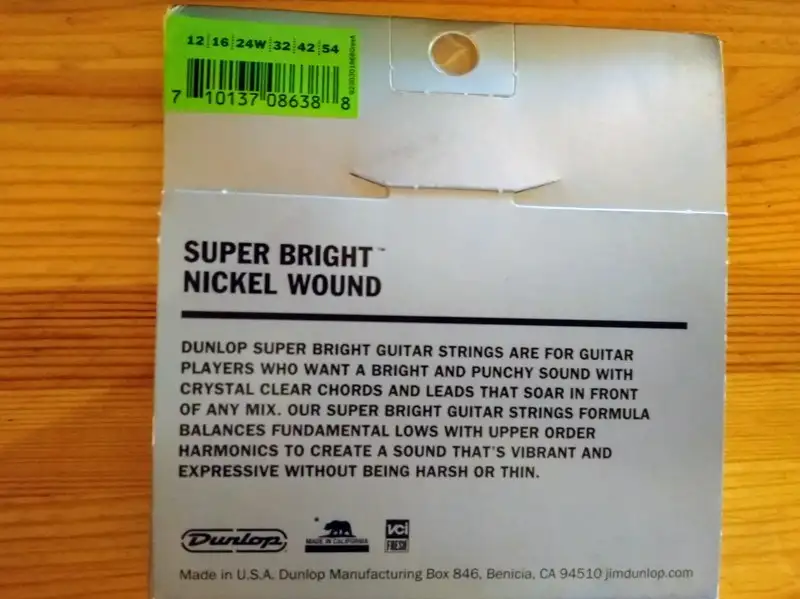 12 16 24W 32 42 54
7 10137 08638 8
SUPER BRIGHT™
NICKEL WOUND
DUNLOP SUPER BRIGHT GUITAR STRINGS ARE FOR GUITAR
PLAYERS WHO WANT A BRIGHT AND PUNCHY SOUND WITH
CRYSTAL CLEAR CHORDS AND LEADS THAT SOAR IN FRONT
OF ANY MIX. OUR SUPER BRIGHT GUITAR STRINGS FORMULA
BALANCES FUNDAMENTAL LOWS WITH UPPER ORDER
HARMONICS TO CREATE A SOUND THAT'S VIBRANT AND
EXPRESSIVE WITHOUT BEING HARSH OR THIN.
Dunlop
MADE IN CALIFORNIA
VCI
FRESH
Made in U.S.A. Dunlop Manufacturing Box 846, Benicia, CA 94510 jimdunlop.com